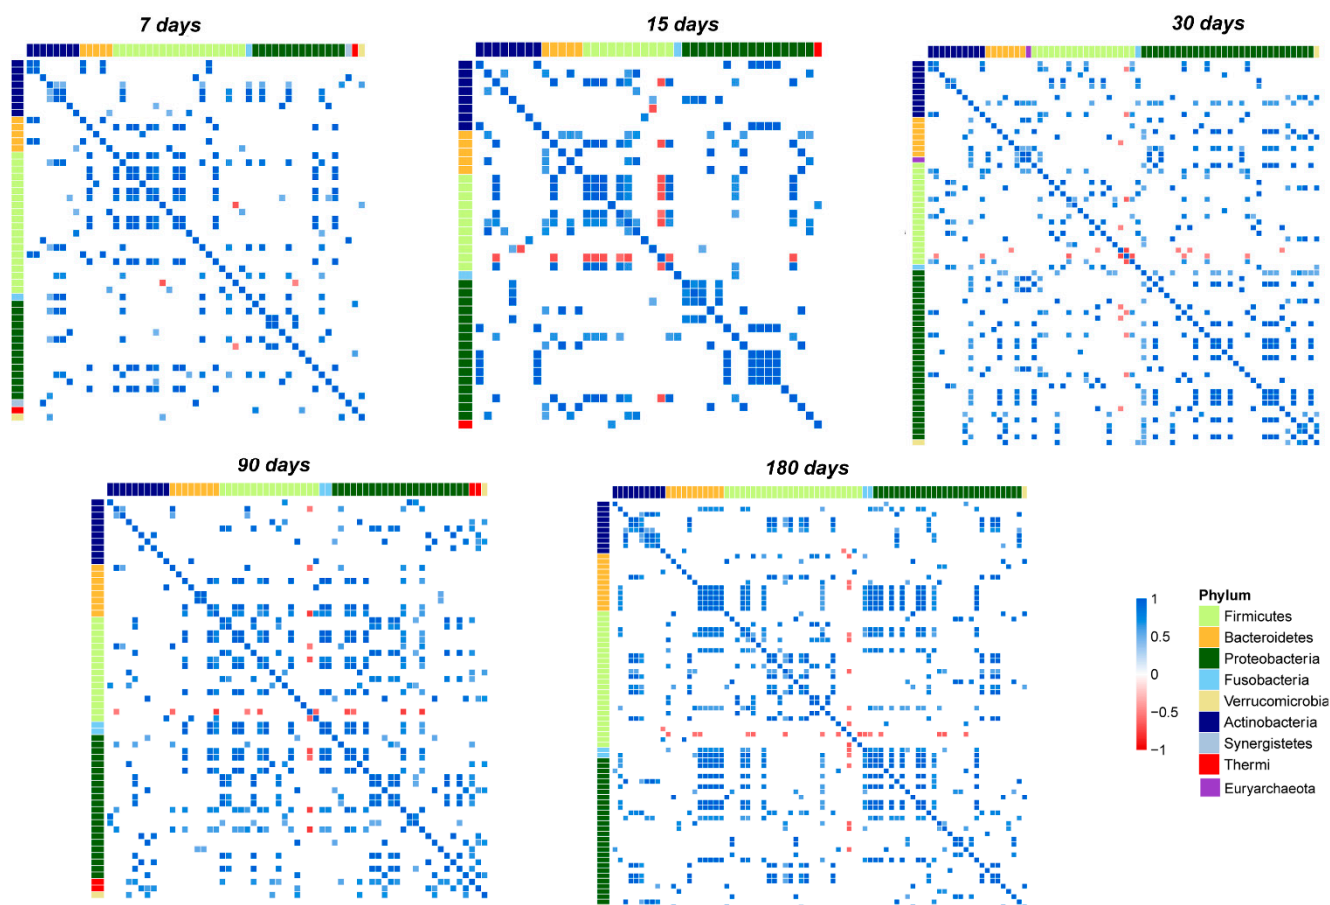 7 days
15 days
30 days
90 days
180 days
1
0.5
0
−0.5
−1
Phylum
Firmicutes
Bacteroidetes
Proteobacteria
Fusobacteria
Verrucomicrobia
Actinobacteria
Synergistetes
Thermi
Euryarchaeota